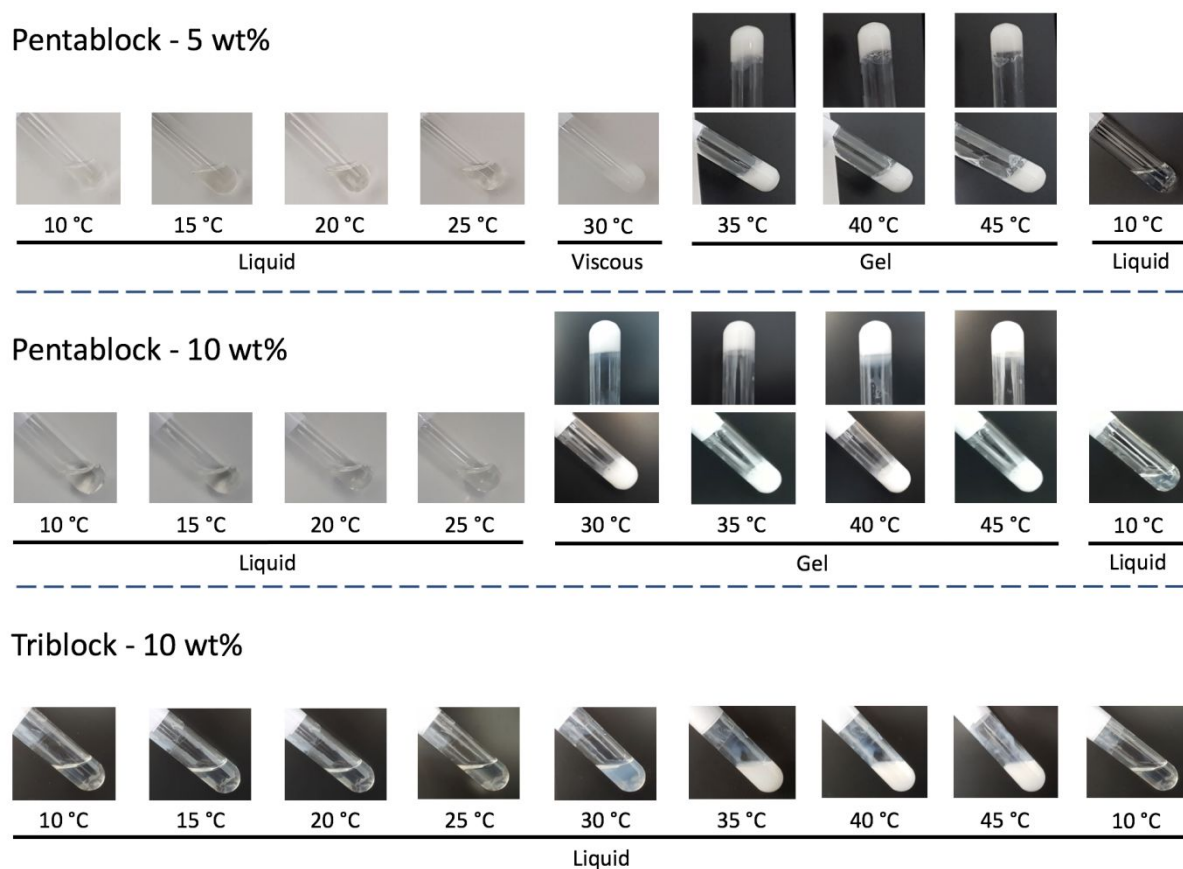 Pentablock - 5 wt%
10 °C 15 °C 20 °C 25 °C 30 °C 35 °C 40 °C 45 °C 10 °C
Liquid Viscous Gel Liquid
Pentablock - 10 wt%
10 °C 15 °C 20 °C 25 °C 30 °C 35 °C 40 °C 45 °C 10 °C
Liquid Gel Liquid
Triblock - 10 wt%
10 °C 15 °C 20 °C 25 °C 30 °C 35 °C 40 °C 45 °C 10 °C
Liquid